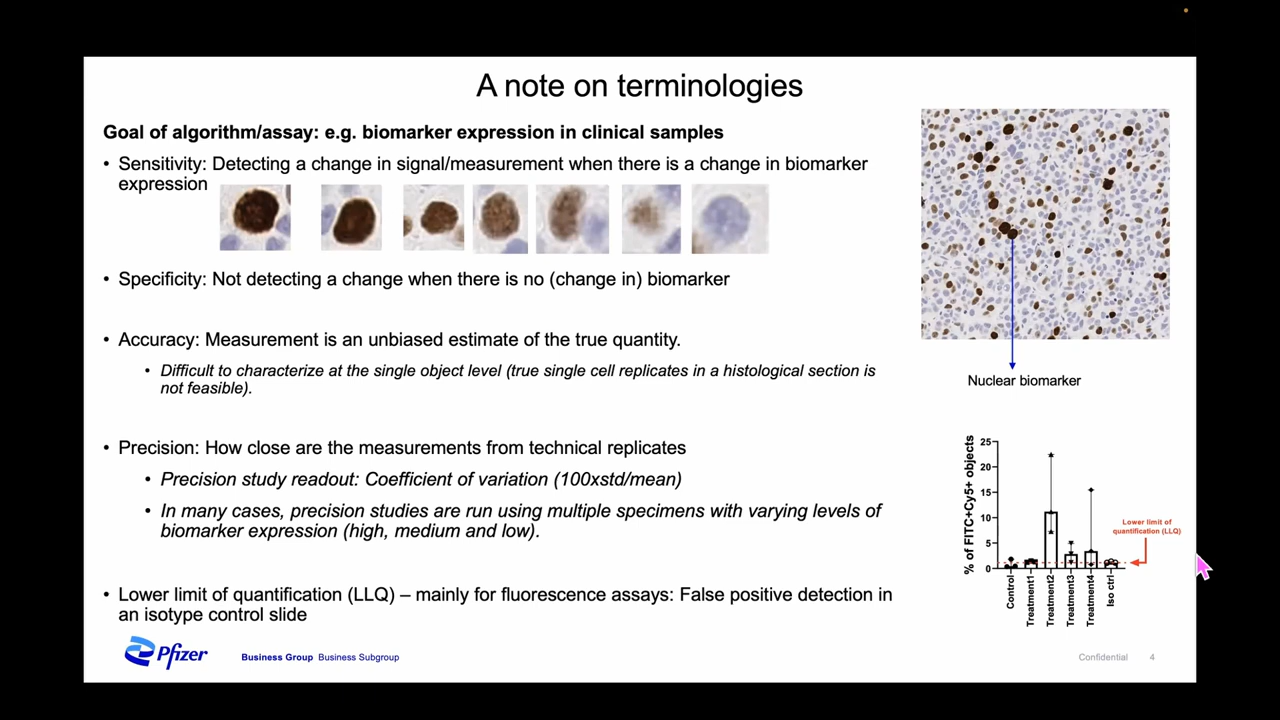 A note on terminologies
Goal of algorithm/assay: e.g. biomarker expression in clinical samples
• Sensitivity: Detecting a change in signal/measurement when there is a change in biomarker
expression
• Specificity: Not detecting a change when there is no (change in) biomarker
• Accuracy: Measurement is an unbiased estimate of the true quantity.
• Difficult to characterize at the single object level (true single cell replicates in a histological section is
not feasible).
• Precision: How close are the measurements from technical replicates
• Precision study readout: Coefficient of variation (100xstd/mean)
• In many cases, precision studies are run using multiple specimens with varying levels of
biomarker expression (high, medium and low).
• Lower limit of quantification (LLQ) – mainly for fluorescence assays: False positive detection in
an isotype control slide
Nuclear biomarker
% of FITC+Cy5+ objects
25
20
15
10
5
0
Control
Treatment1
Treatment2
Treatment3
Treatment4
Iso ctrl
Lower limit of
quantification (LLQ)
Pfizer
Business Group Business Subgroup
Confidential 4